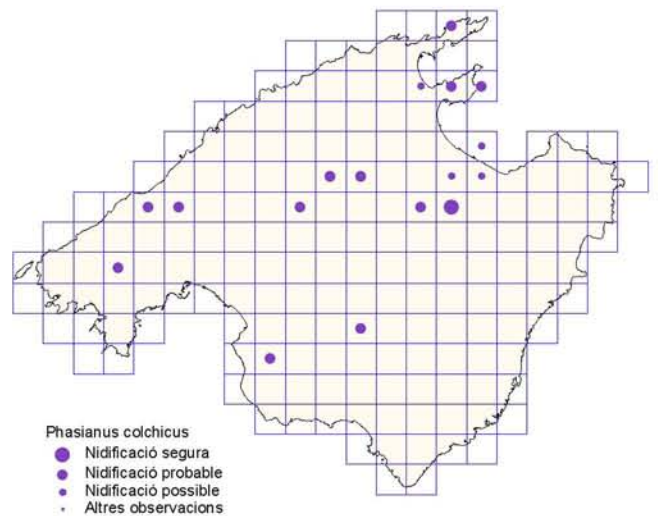 Phasianus colchicus
Nidificació segura
Nidificació probable
Nidificació possible
Altres observacions